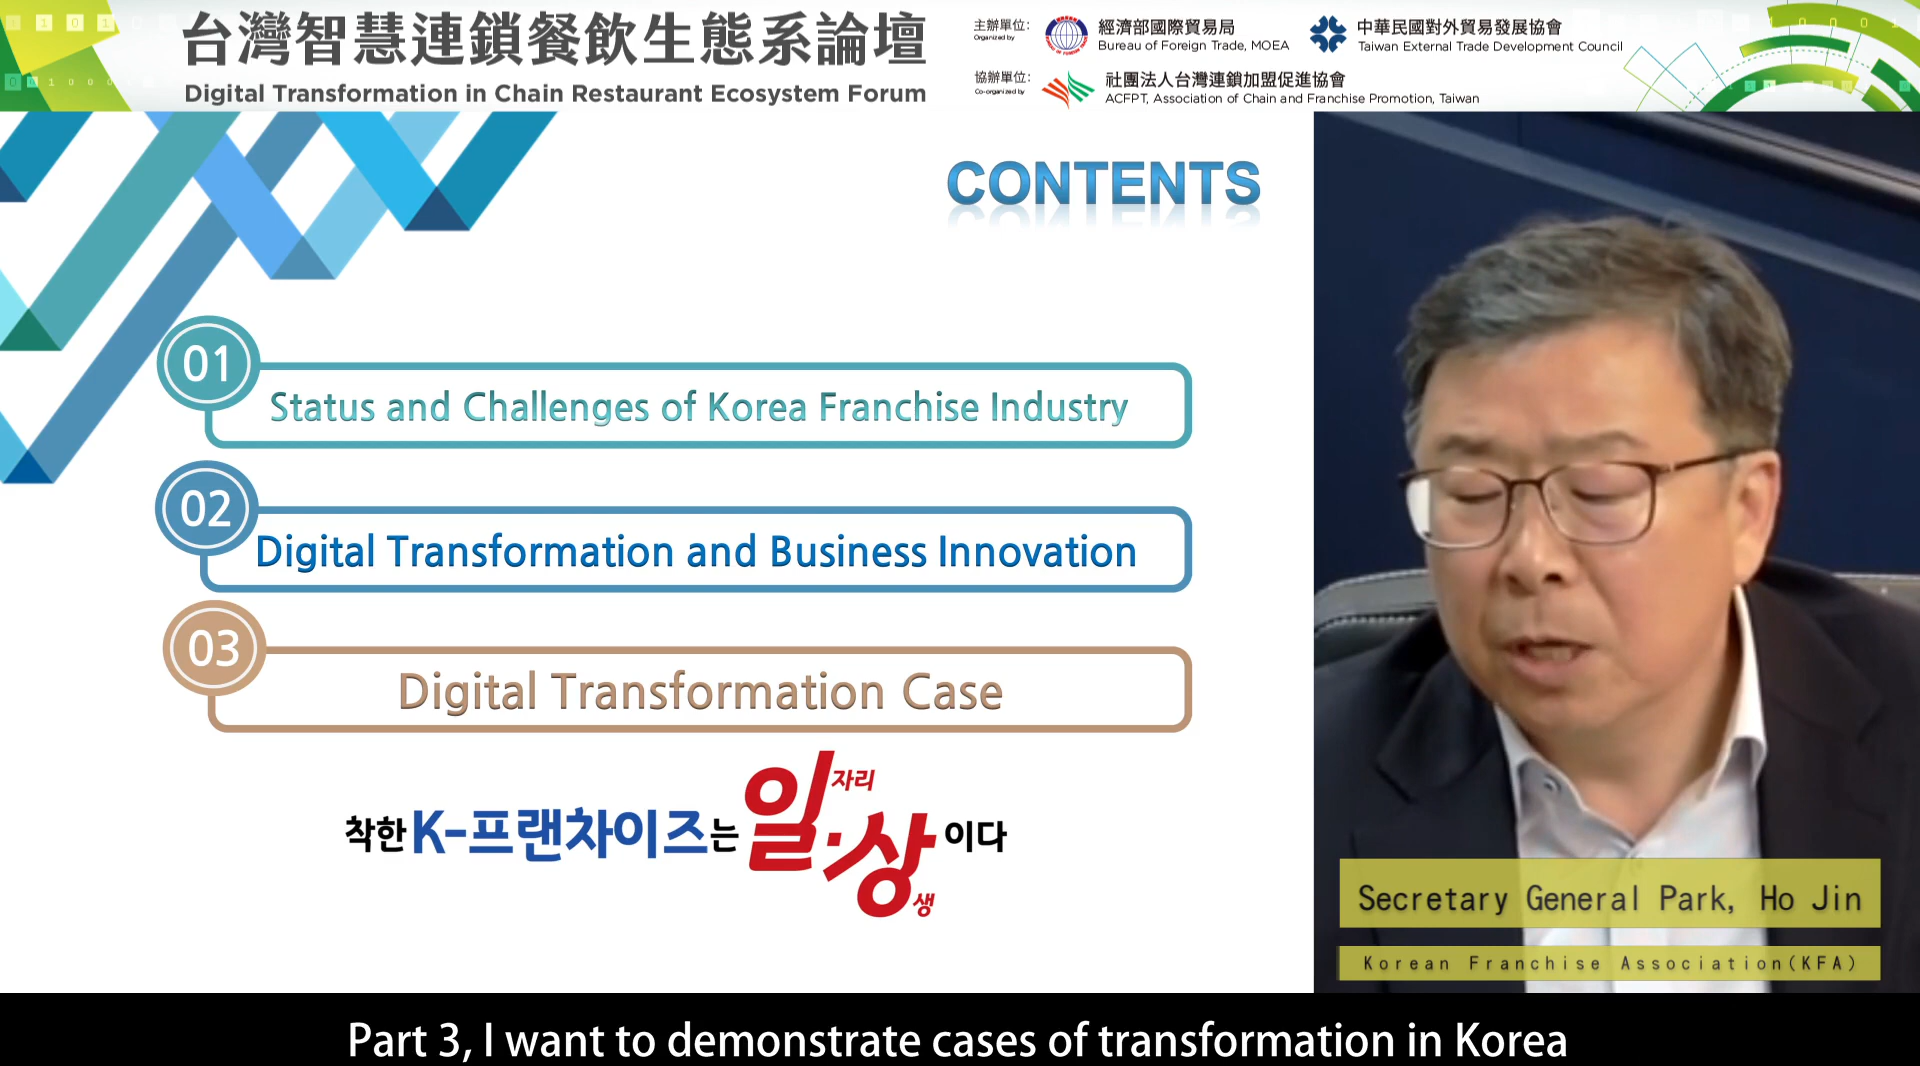 台灣智慧連鎖餐飲生態系論壇
Digital Transformation in Chain Restaurant Ecosystem Forum
主辦單位:
Organized by
經濟部國際貿易局
Bureau of Foreign Trade, MOEA
中華民國對外貿易發展協會
Taiwan External Trade Development Council
協辦單位:
Co-organized by
社團法人台灣連鎖加盟促進協會
ACFPT, Association of Chain and Franchise Promotion, Taiwan
CONTENTS
01
Status and Challenges of Korea Franchise Industry
02
Digital Transformation and Business Innovation
03
Digital Transformation Case
착한 K-프랜차이즈는 일자리·상생이다
Secretary General Park, Ho Jin
Korean Franchise Association(KFA)
Part 3, I want to demonstrate cases of transformation in Korea